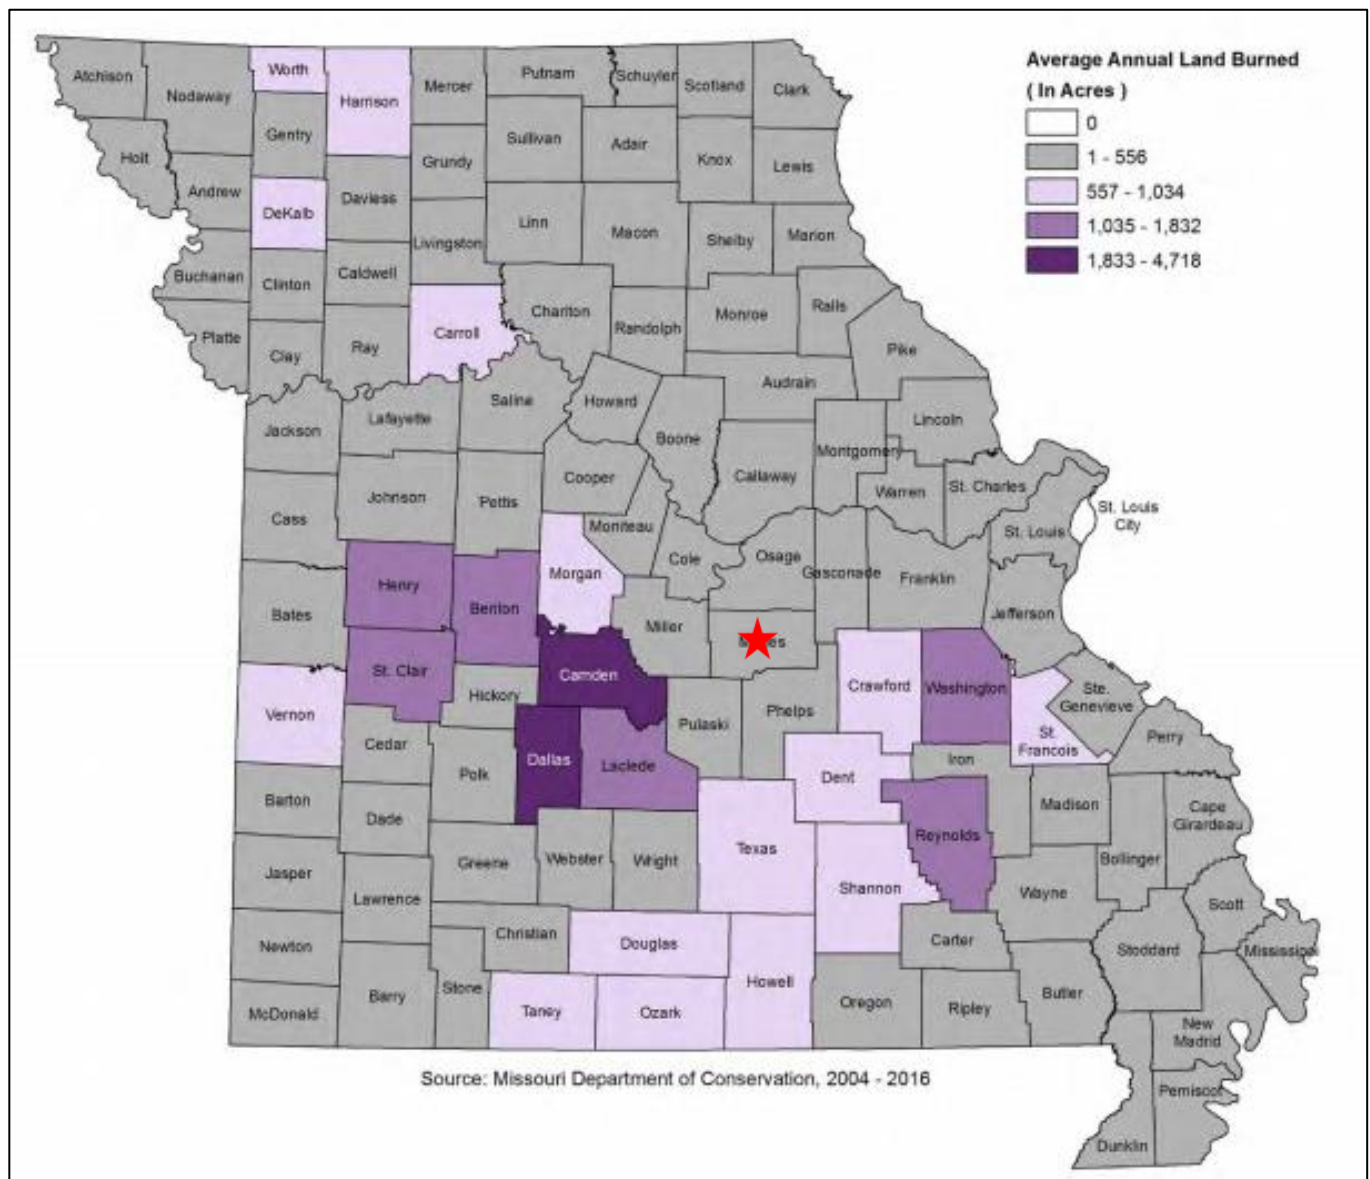 Average Annual Land Burned
( In Acres )
0
1 - 556
557 - 1,034
1,035 - 1,832
1,833 - 4,718
Atchison
Nodaway
Worth
Harrison
Mercer
Putnam
Schuyler
Scotland
Clark
Holt
Gentry
Grundy
Sullivan
Adair
Knox
Lewis
Andrew
DeKalb
Daviess
Livingston
Linn
Macon
Shelby
Marion
Buchanan
Clinton
Caldwell
Chariton
Randolph
Monroe
Ralls
Platte
Clay
Ray
Carroll
Pike
Audrain
Jackson
Lafayette
Saline
Howard
Boone
Lincoln
Montgomery
Callaway
Cooper
Warren
St. Charles
Cass
Johnson
Pettis
Moniteau
St. Louis
St. Louis
City
Cole
Osage
Gasconade
Franklin
Morgan
Henry
Benton
Bates
Miller
Jefferson
St. Clair
Camden
Hickory
Crawford
Washington
Ste.
Genevieve
Vernon
Pulaski
Phelps
St.
Francois
Perry
Cedar
Polk
Dallas
Laclede
Dent
Iron
Barton
Dade
Madison
Cape
Girardeau
Reynolds
Bollinger
Jasper
Greene
Webster
Wright
Texas
Shannon
Wayne
Lawrence
Scott
Newton
Christian
Douglas
Howell
Carter
Stoddard
Mississippi
McDonald
Barry
Stone
Taney
Ozark
Oregon
Ripley
Butler
New
Madrid
Pemiscot
Dunklin
Source: Missouri Department of Conservation, 2004 - 2016